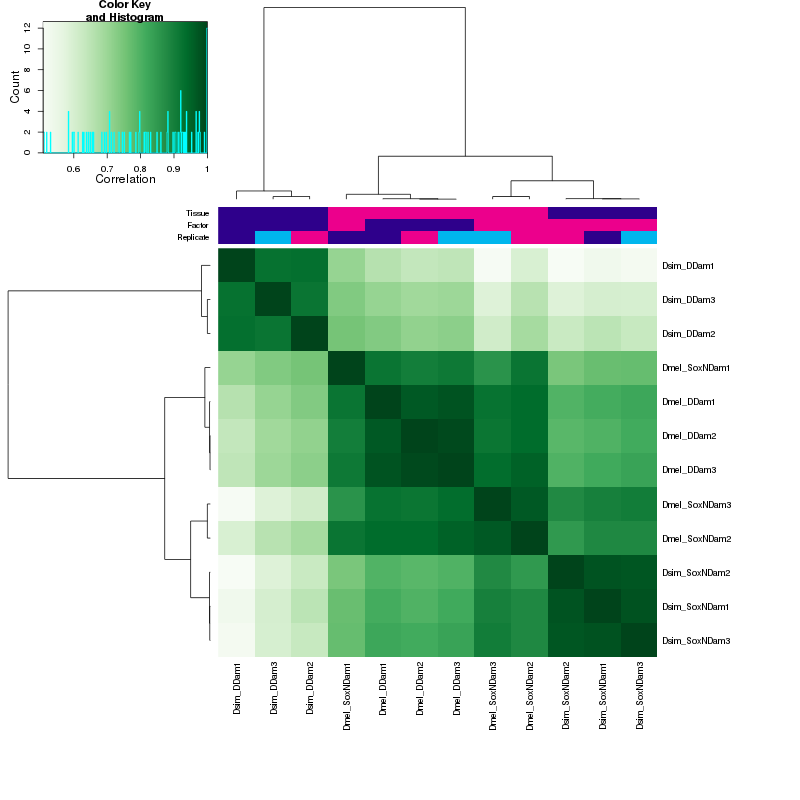 Color Key
and Histogram
Count
0
2
4
6
8
10
12
0.6
0.7
0.8
0.9
1
Correlation
Tissue
Factor
Replicate
Dsim_DDam1
Dsim_DDam3
Dsim_DDam2
Dmel_SoxNDam1
Dmel_DDam1
Dmel_DDam2
Dmel_DDam3
Dmel_SoxNDam3
Dmel_SoxNDam2
Dsim_SoxNDam2
Dsim_SoxNDam1
Dsim_SoxNDam3
Dsim_DDam1
Dsim_DDam3
Dsim_DDam2
Dmel_SoxNDam1
Dmel_DDam1
Dmel_DDam2
Dmel_DDam3
Dmel_SoxNDam3
Dmel_SoxNDam2
Dsim_SoxNDam2
Dsim_SoxNDam1
Dsim_SoxNDam3